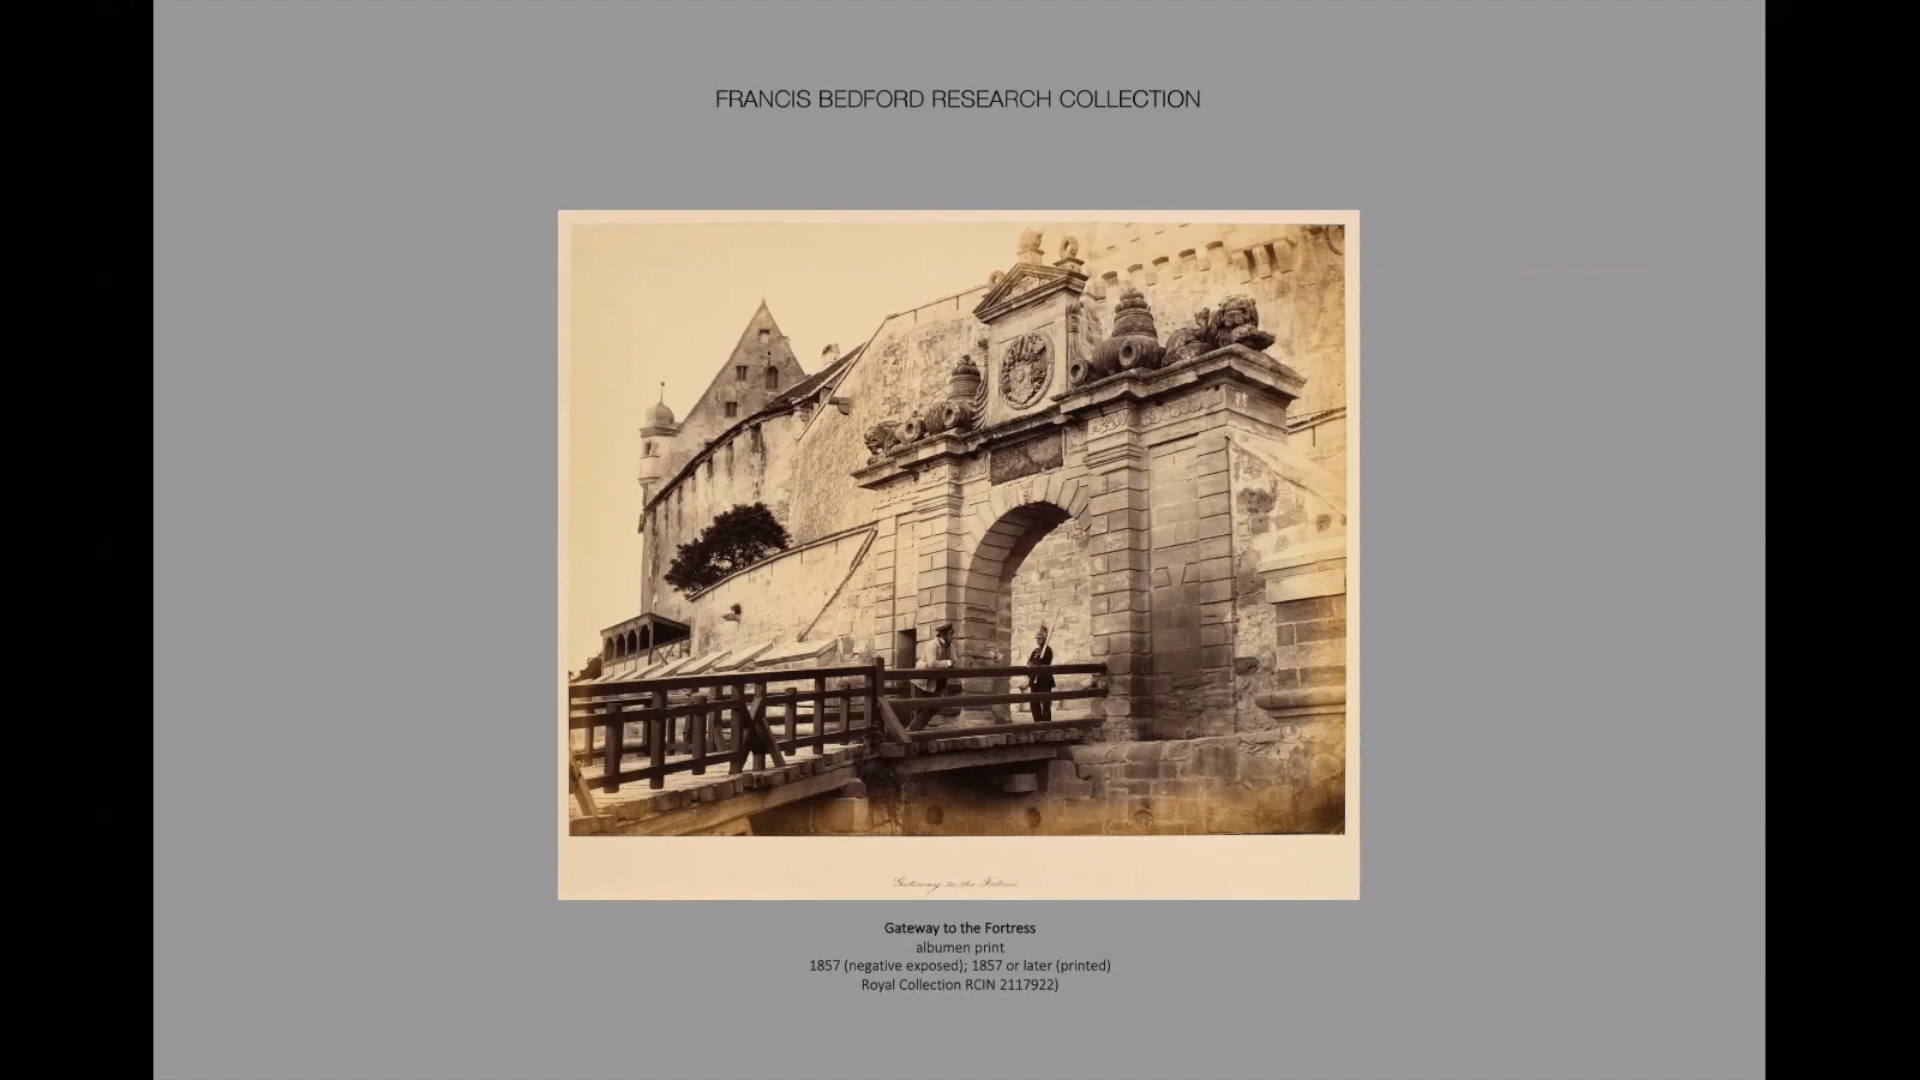 FRANCIS BEDFORD RESEARCH COLLECTION
Gateway to the Fortress
Gateway to the Fortress
albumen print
1857 (negative exposed); 1857 or later (printed)
Royal Collection RCIN 2117922)